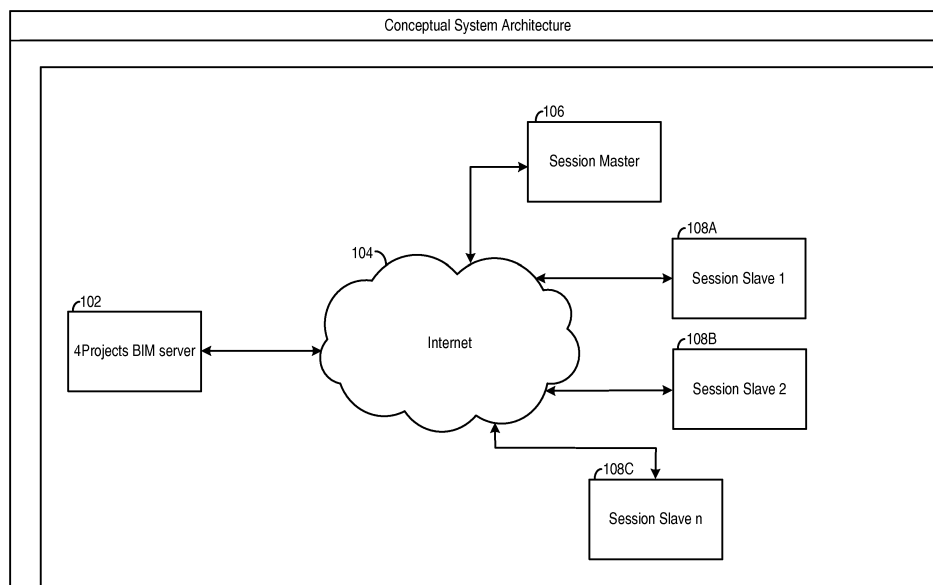 Conceptual System Architecture
106
Session Master
108A
Session Slave 1
104
Internet
102
4Projects BIM server
108B
Session Slave 2
108C
Session Slave n